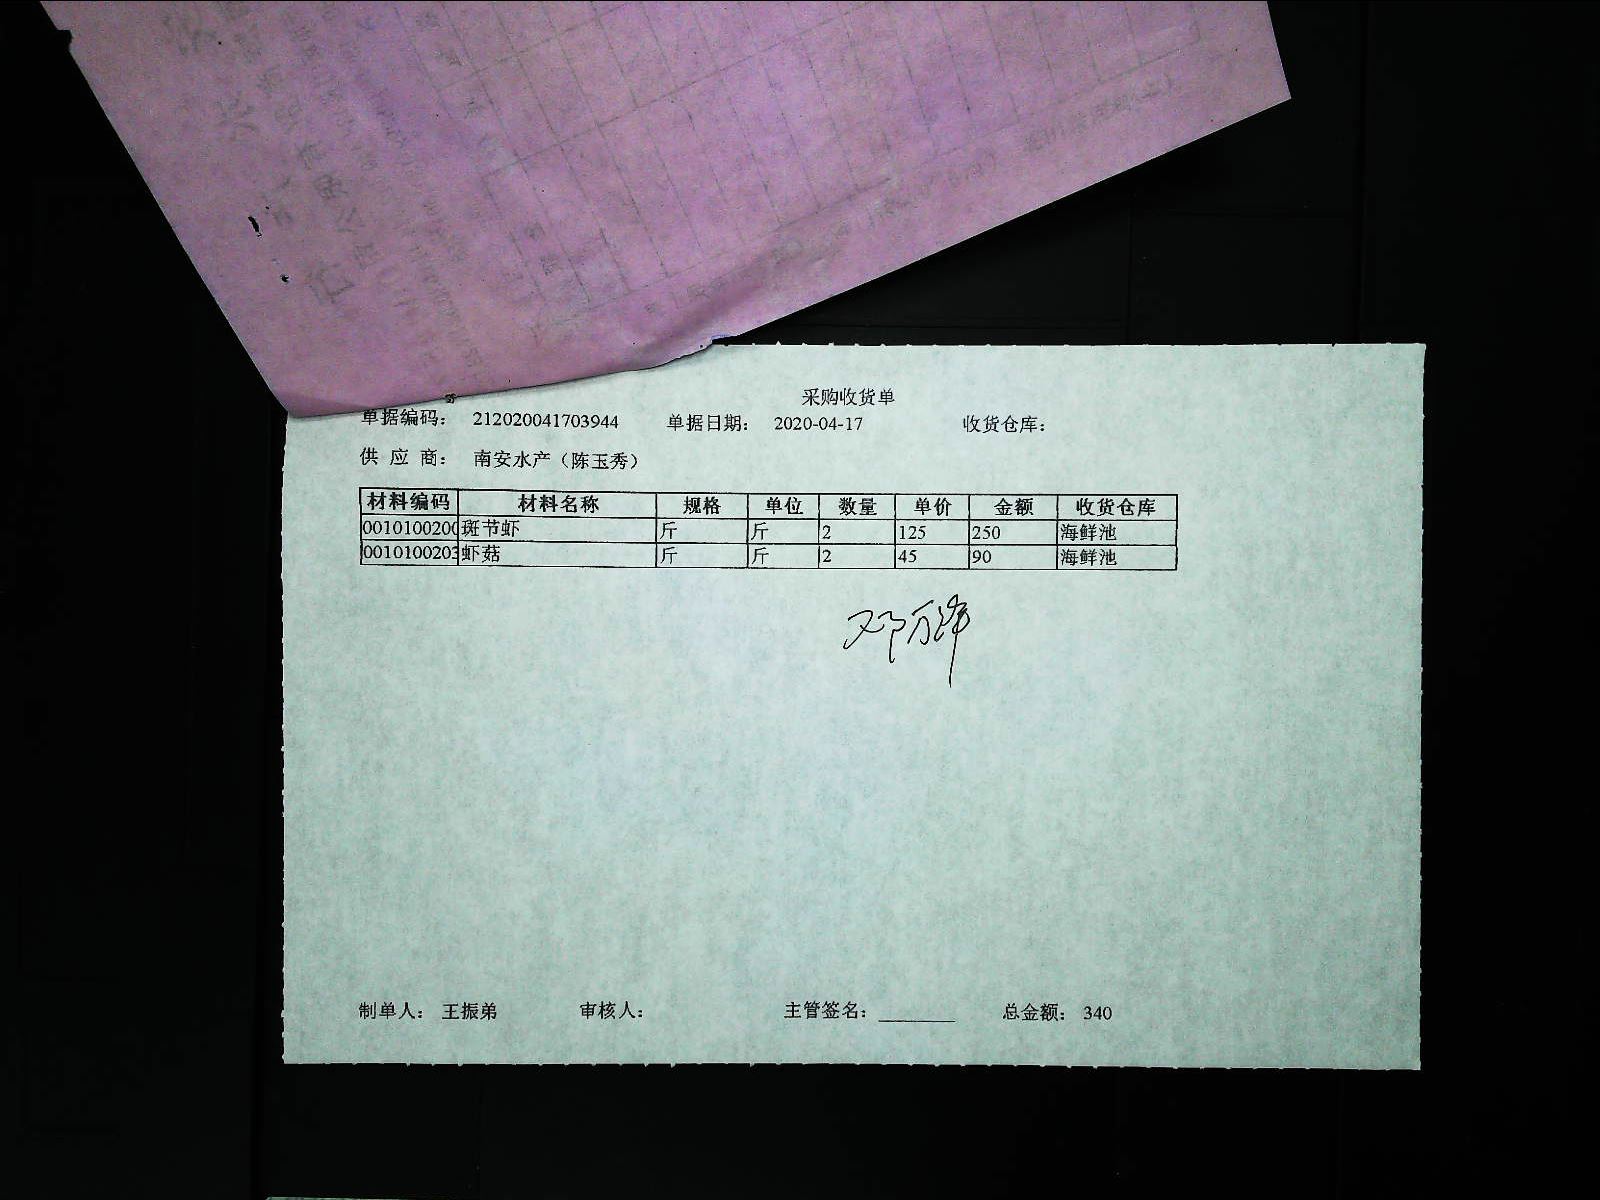 采购收货单
单据编码: 212020041703944 单据日期: 2020-04-17 收货仓库:
供 应 商: 南安水产（陈玉秀）
材料编码 材料名称 规格 单位 数量 单价 金额 收货仓库
0010100200 斑节虾 斤 斤 2 125 250 海鲜池
0010100203 虾菇 斤 斤 2 45 90 海鲜池
制单人: 王振弟 审核人: 主管签名: 总金额: 340